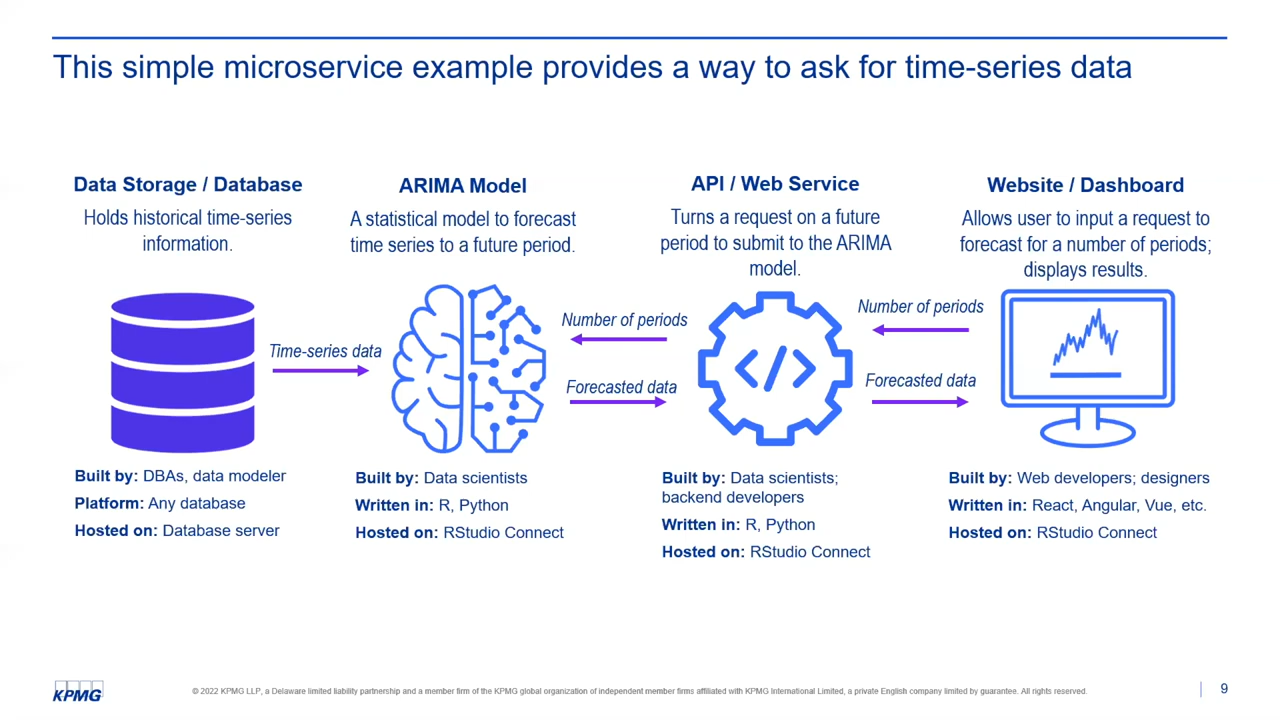 This simple microservice example provides a way to ask for time-series data
Data Storage / Database
Holds historical time-series
information.
Time-series data
Built by: DBAs, data modeler
Platform: Any database
Hosted on: Database server
ARIMA Model
A statistical model to forecast
time series to a future period.
Number of periods
Forecasted data
Built by: Data scientists
Written in: R, Python
Hosted on: RStudio Connect
API / Web Service
Turns a request on a future
period to submit to the ARIMA
model.
</>
Number of periods
Forecasted data
Built by: Data scientists;
backend developers
Written in: R, Python
Hosted on: RStudio Connect
Website / Dashboard
Allows user to input a request to
forecast for a number of periods;
displays results.
Built by: Web developers; designers
Written in: React, Angular, Vue, etc.
Hosted on: RStudio Connect
KPMG
© 2022 KPMG LLP, a Delaware limited liability partnership and a member firm of the KPMG global organization of independent member firms affiliated with KPMG International Limited, a private English company limited by guarantee. All rights reserved.
9